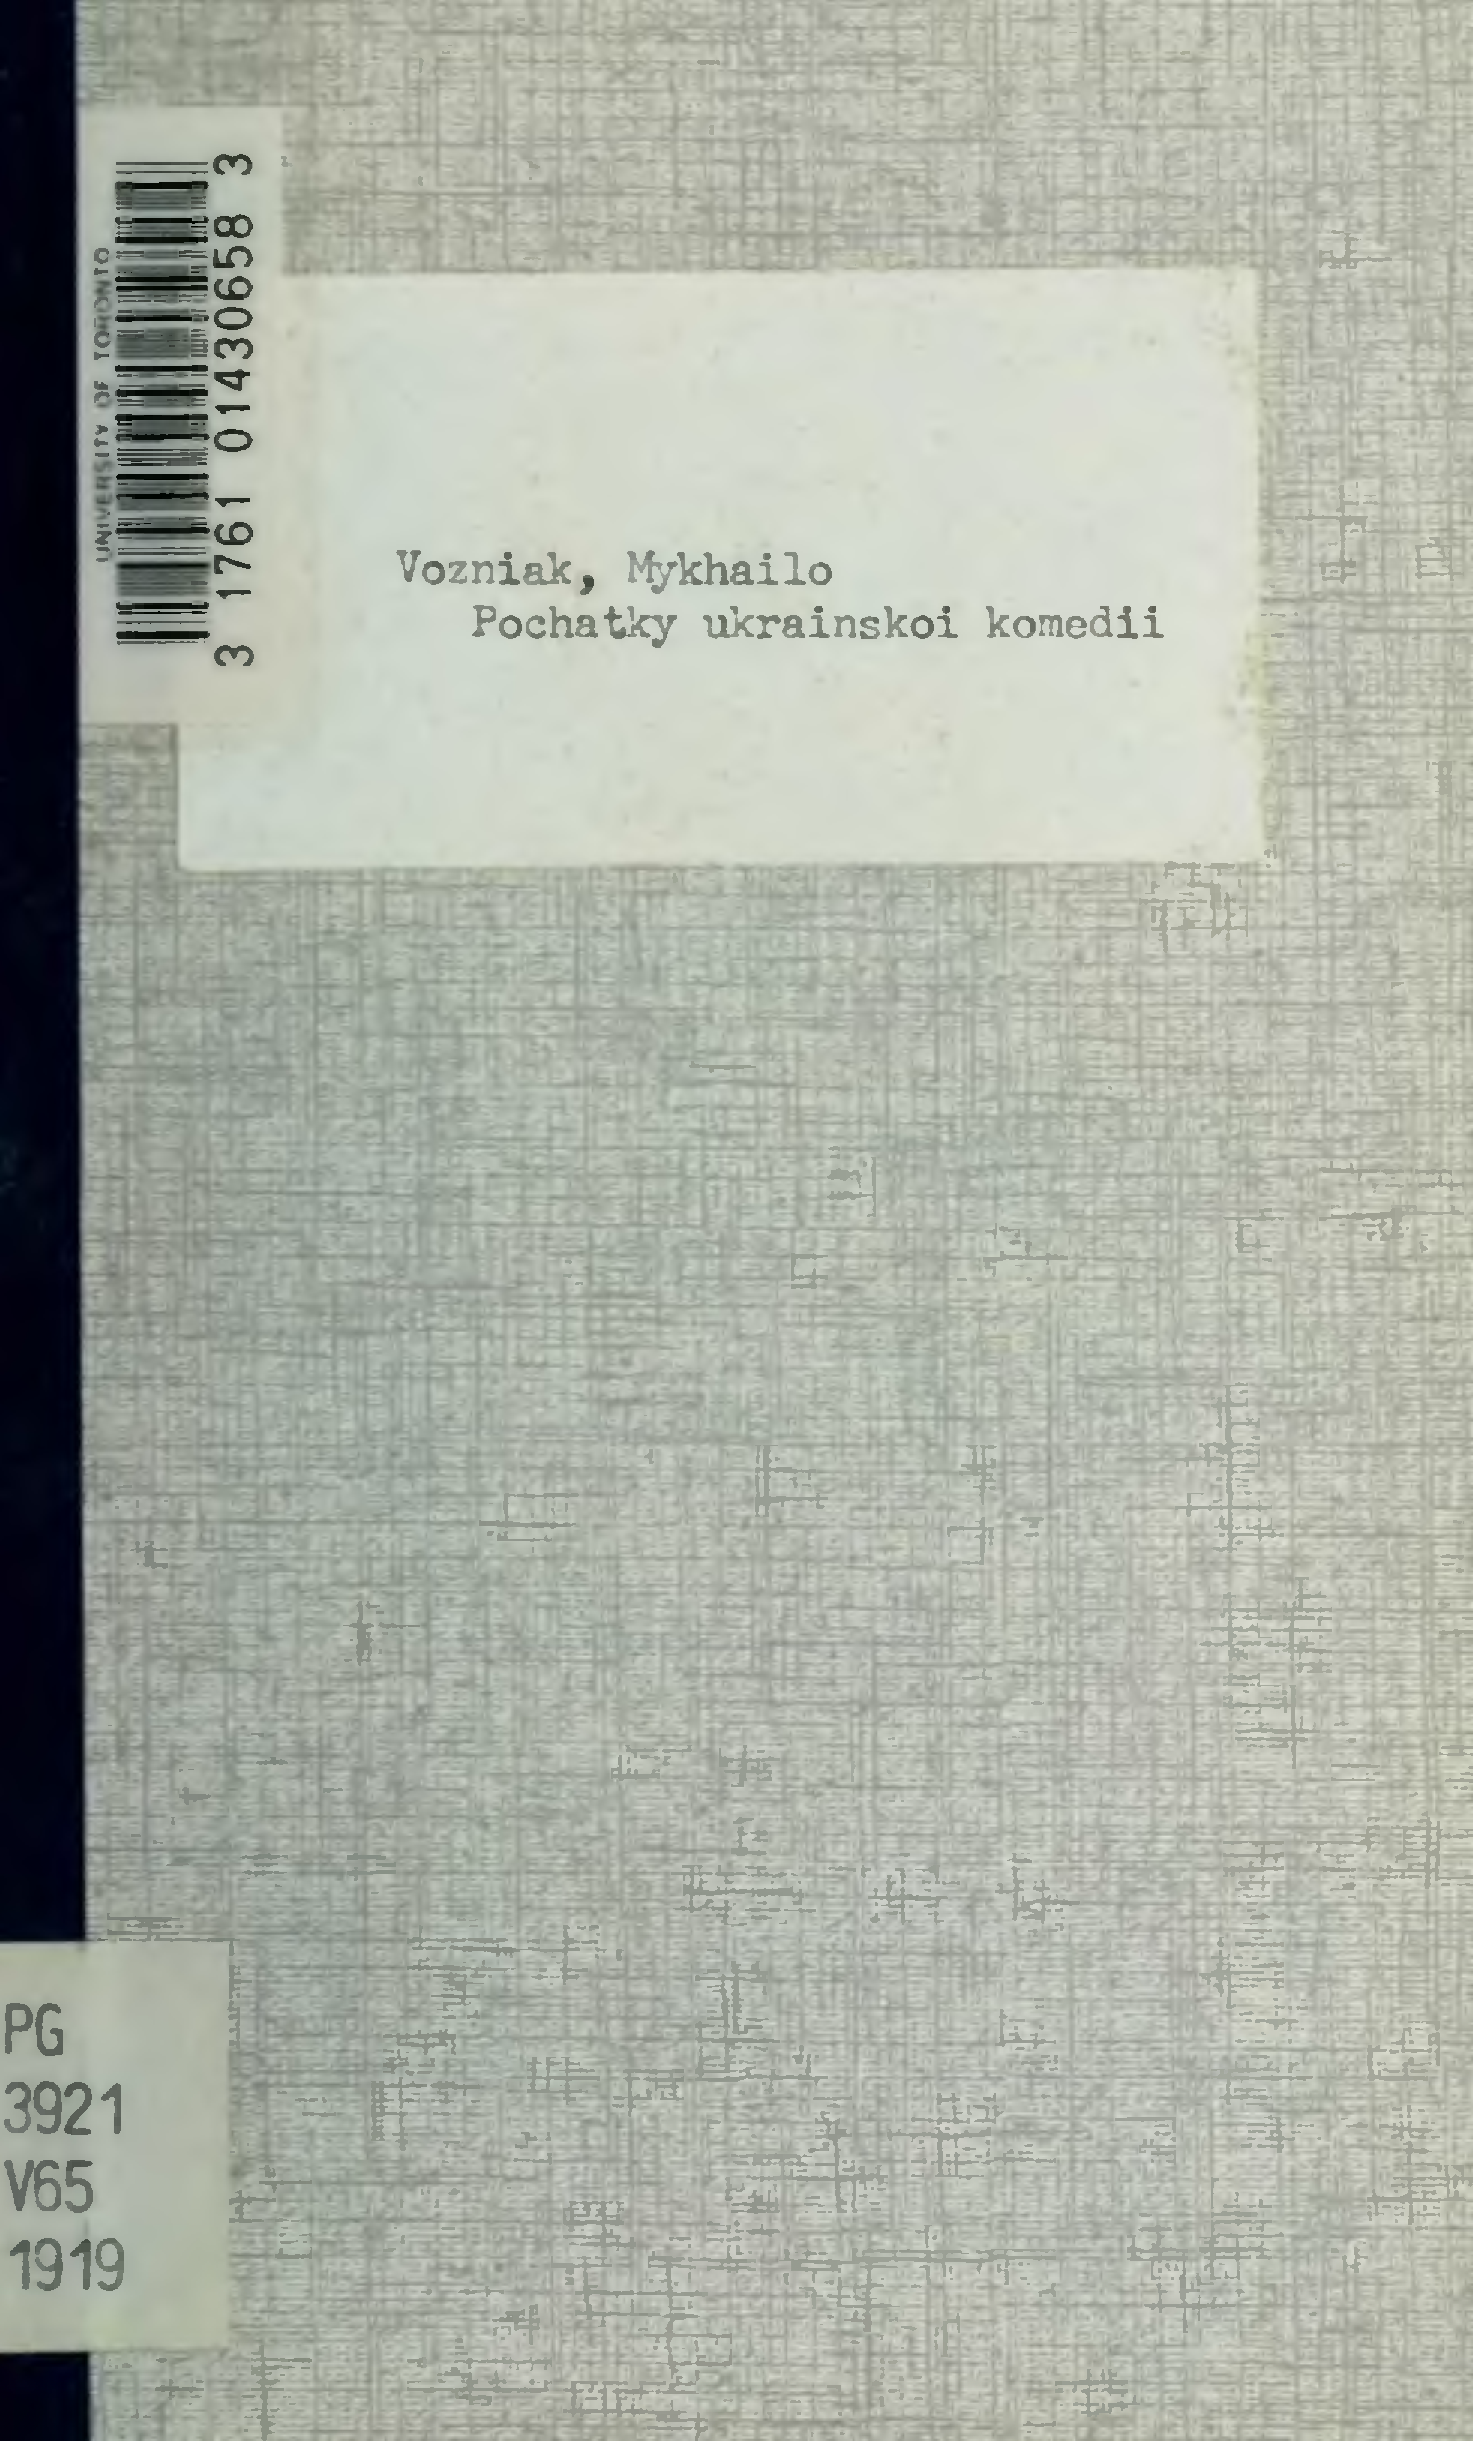 UNIVERSITY OF TORONTO
3 1761 01430658 3
Vozniak, Mykhailo
Pochatky ukrainskoi komedii
PG
3921
V65
1919